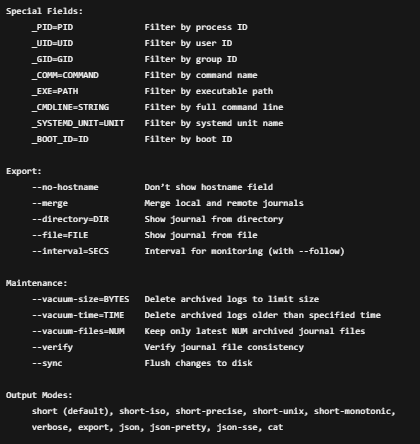 Special Fields:
_PID=PID Filter by process ID
_UID=UID Filter by user ID
_GID=GID Filter by group ID
_COMM=COMMAND Filter by command name
_EXE=PATH Filter by executable path
_CMDLINE=STRING Filter by full command line
_SYSTEMD_UNIT=UNIT Filter by systemd unit name
_BOOT_ID=ID Filter by boot ID
Export:
--no-hostname Don’t show hostname field
--merge Merge local and remote journals
--directory=DIR Show journal from directory
--file=FILE Show journal from file
--interval=SECS Interval for monitoring (with --follow)
Maintenance:
--vacuum-size=BYTES Delete archived logs to limit size
--vacuum-time=TIME Delete archived logs older than specified time
--vacuum-files=NUM Keep only latest NUM archived journal files
--verify Verify journal file consistency
--sync Flush changes to disk
Output Modes:
short (default), short-iso, short-precise, short-unix, short-monotonic,
verbose, export, json, json-pretty, json-sse, cat